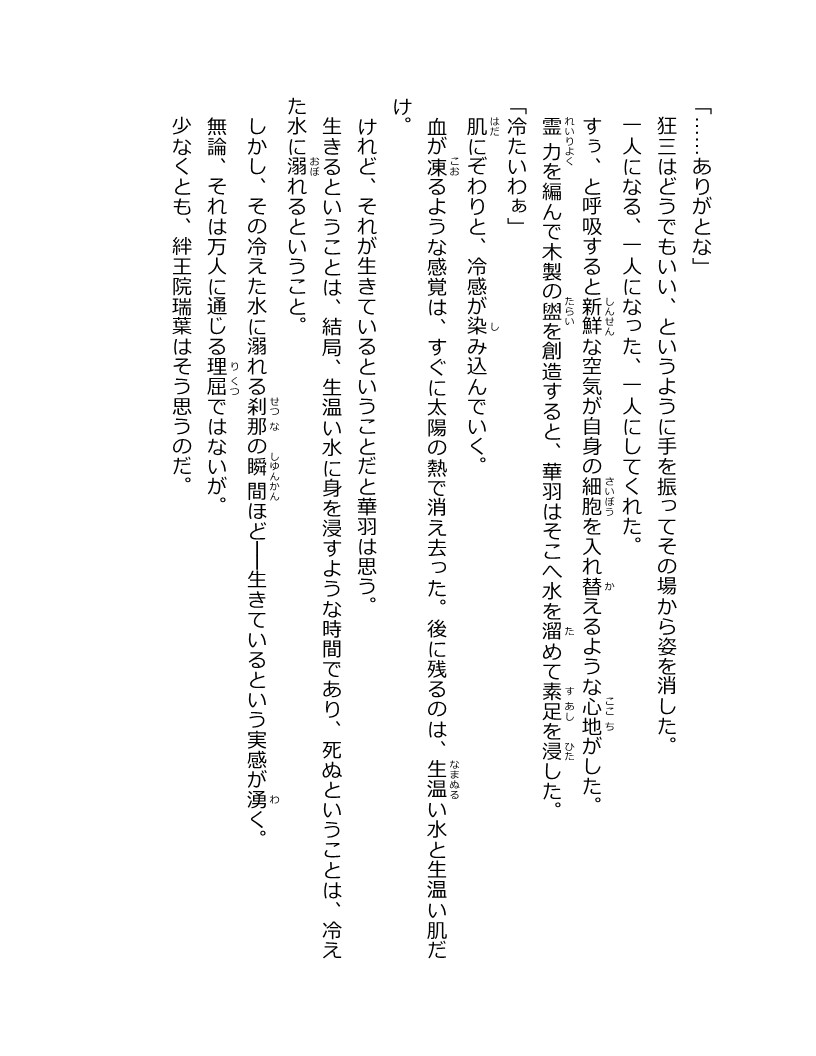 「……ありがとな」
狂三はどうでもいい、というように手を振ってその場から姿を消した。
一人になる、一人になった、一人にしてくれた。
すぅ、と呼吸すると新鮮な空気が自身の細胞を入れ替えるような心地がした。
霊力を編んで木製の盥を創造すると、華羽はそこへ水を溜めて素足を浸した。
「冷たいわぁ」
肌にぞわりと、冷感が染み込んでいく。
血が凍るような感覚は、すぐに太陽の熱で消え去った。後に残るのは、生温い水と生温い肌だ
け。
けれど、それが生きているということだと華羽は思う。
生きるということは、結局、生温い水に身を浸すような時間であり、死ぬということは、冷え
た水に溺れるということ。
しかし、その冷えた水に溺れる刹那の瞬間ほど――生きているという実感が湧く。
無論、それは万人に通じる理屈ではないが。
少なくとも、絆王院瑞葉はそう思うのだ。